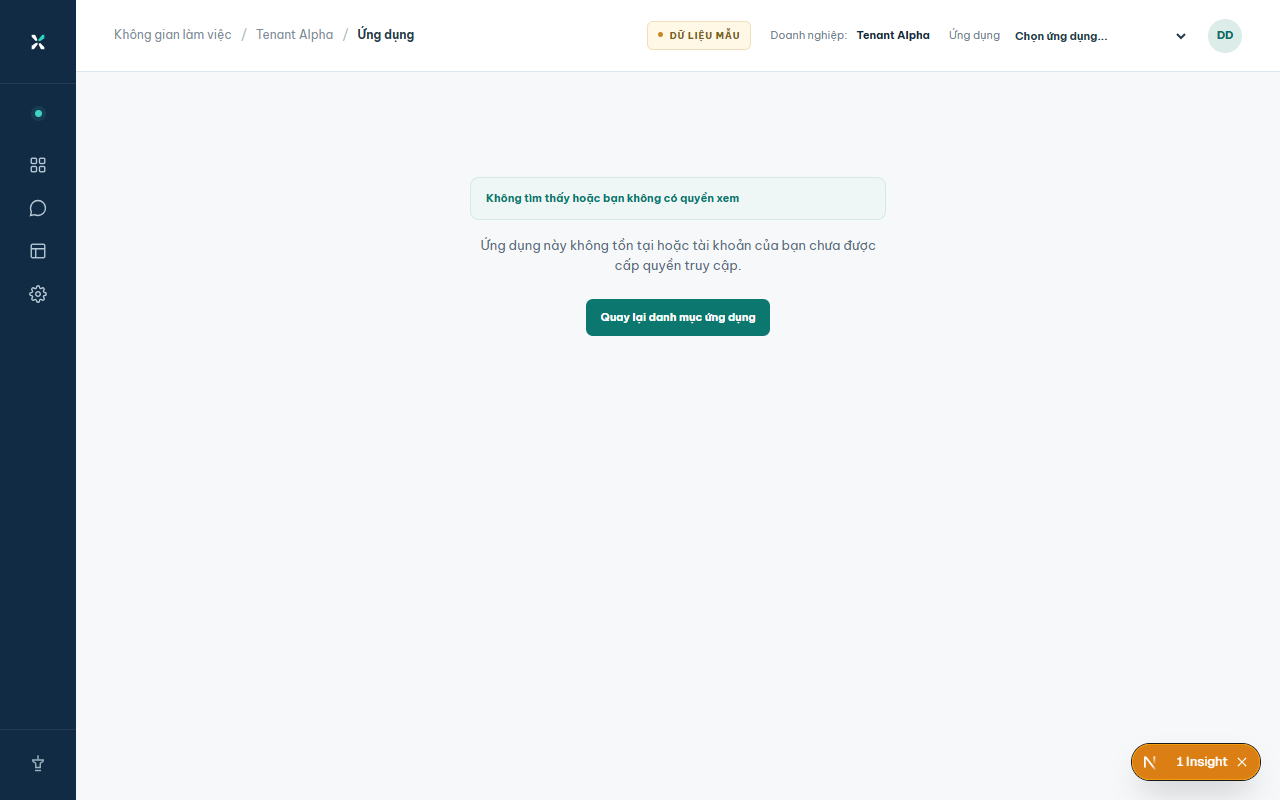 Không gian làm việc / Tenant Alpha / Ứng dụng
DỮ LIỆU MẪU
Doanh nghiệp: Tenant Alpha
Ứng dụng Chọn ứng dụng...
DD
Không tìm thấy hoặc bạn không có quyền xem
Ứng dụng này không tồn tại hoặc tài khoản của bạn chưa được
cấp quyền truy cập.
Quay lại danh mục ứng dụng
1 Insight